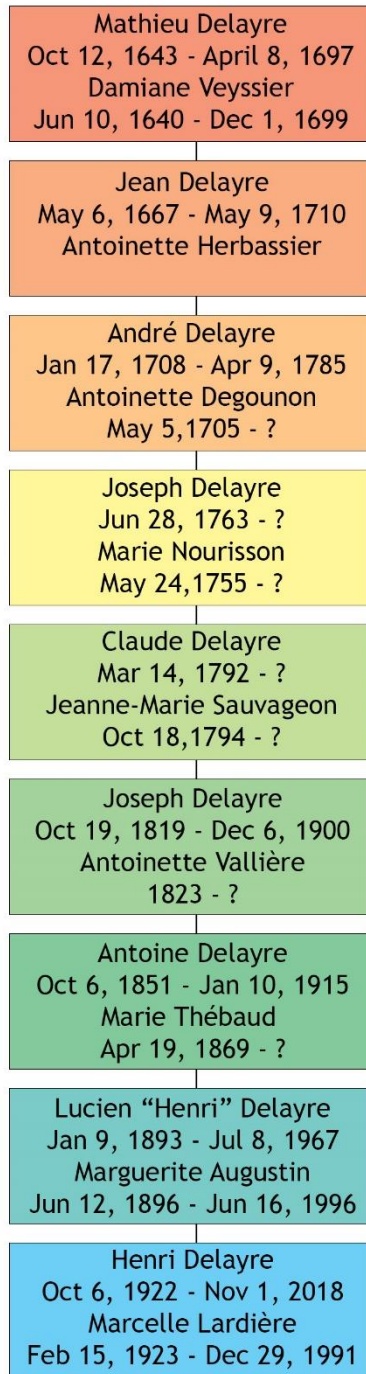 Mathieu Delayre
Oct 12, 1643 - April 8, 1697
Damiane Veyssier
Jun 10, 1640 - Dec 1, 1699
Jean Delayre
May 6, 1667 - May 9, 1710
Antoinette Herbassier
André Delayre
Jan 17, 1708 - Apr 9, 1785
Antoinette Degounon
May 5,1705 - ?
Joseph Delayre
Jun 28, 1763 - ?
Marie Nourisson
May 24,1755 - ?
Claude Delayre
Mar 14, 1792 - ?
Jeanne-Marie Sauvageon
Oct 18,1794 - ?
Joseph Delayre
Oct 19, 1819 - Dec 6, 1900
Antoinette Vallière
1823 - ?
Antoine Delayre
Oct 6, 1851 - Jan 10, 1915
Marie Thébaud
Apr 19, 1869 - ?
Lucien “Henri” Delayre
Jan 9, 1893 - Jul 8, 1967
Marguerite Augustin
Jun 12, 1896 - Jun 16, 1996
Henri Delayre
Oct 6, 1922 - Nov 1, 2018
Marcelle Lardière
Feb 15, 1923 - Dec 29, 1991